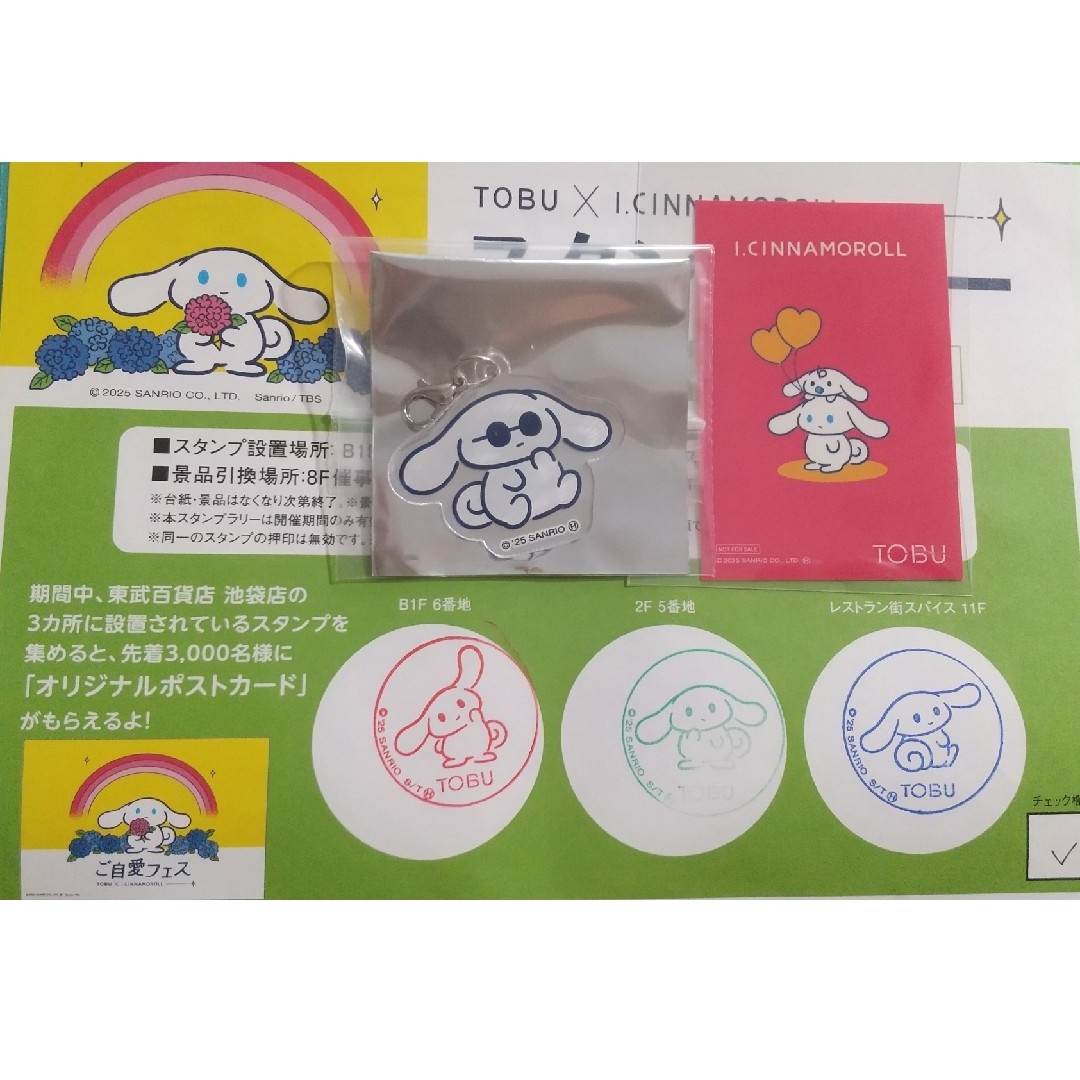 TOBU X I.CINNAMOROLL
I.CINNAMOROLL
© 2025 SANRIO CO., LTD. Sanrio/TBS
■スタンプ設置場所: B1
■景品引換場所:8F 催事
※台紙・景品はなくなり次第終了。※景
※本スタンプラリーは開催期間のみ有
※同一のスタンプの押印は無効です。
© '25 SANRIO Ⓗ
NOT FOR SALE
© 2025 SANRIO CO., LTD. Ⓗ
TOBU
期間中、東武百貨店 池袋店の
3カ所に設置されているスタンプを
集めると、先着3,000名様に
「オリジナルポストカード」
がもらえるよ!
B1F 6番地
2F 5番地
レストラン街スパイス 11F
© '25 SANRIO S/T Ⓗ TOBU
© '25 SANRIO S/T Ⓗ TOBU
© '25 SANRIO S/T Ⓗ TOBU
チェック欄
ご自愛フェス
TOBU X I.CINNAMOROLL